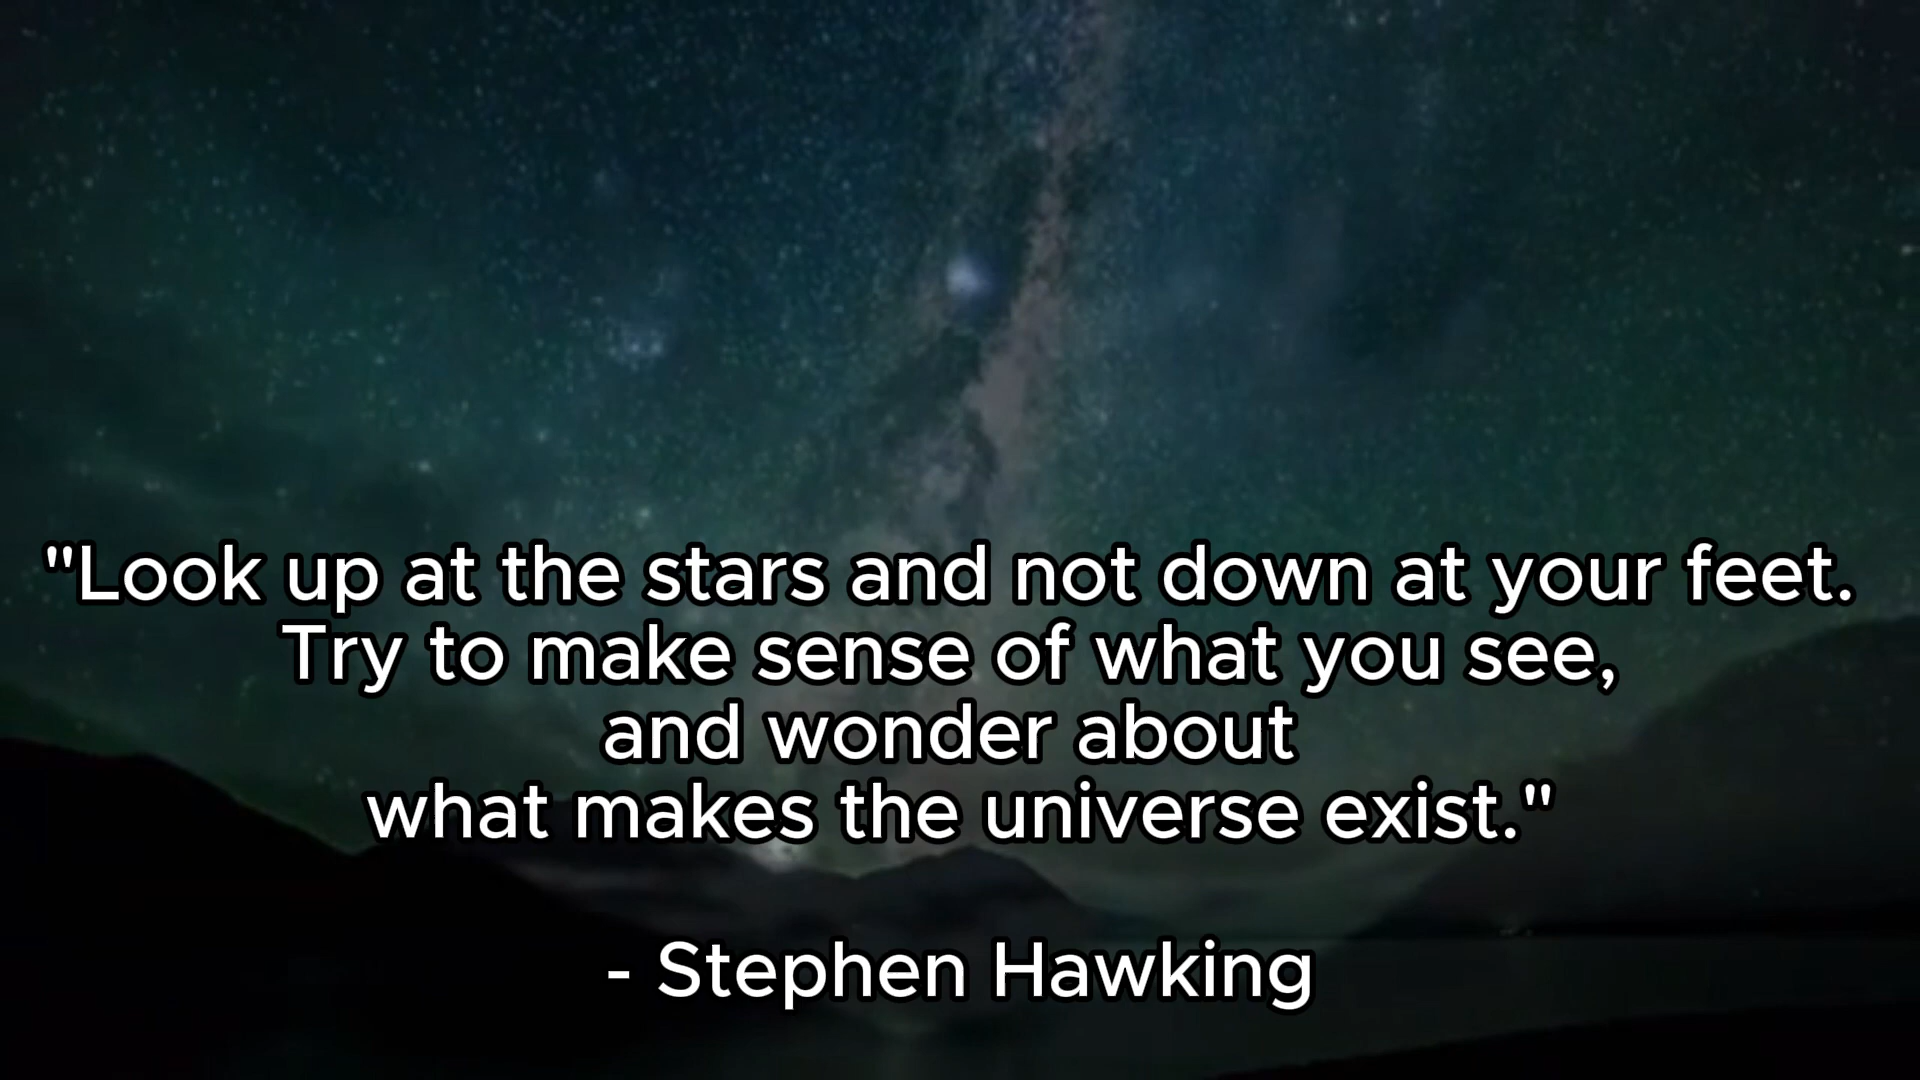 "Look up at the stars and not down at your feet.
Try to make sense of what you see,
and wonder about
what makes the universe exist."
- Stephen Hawking